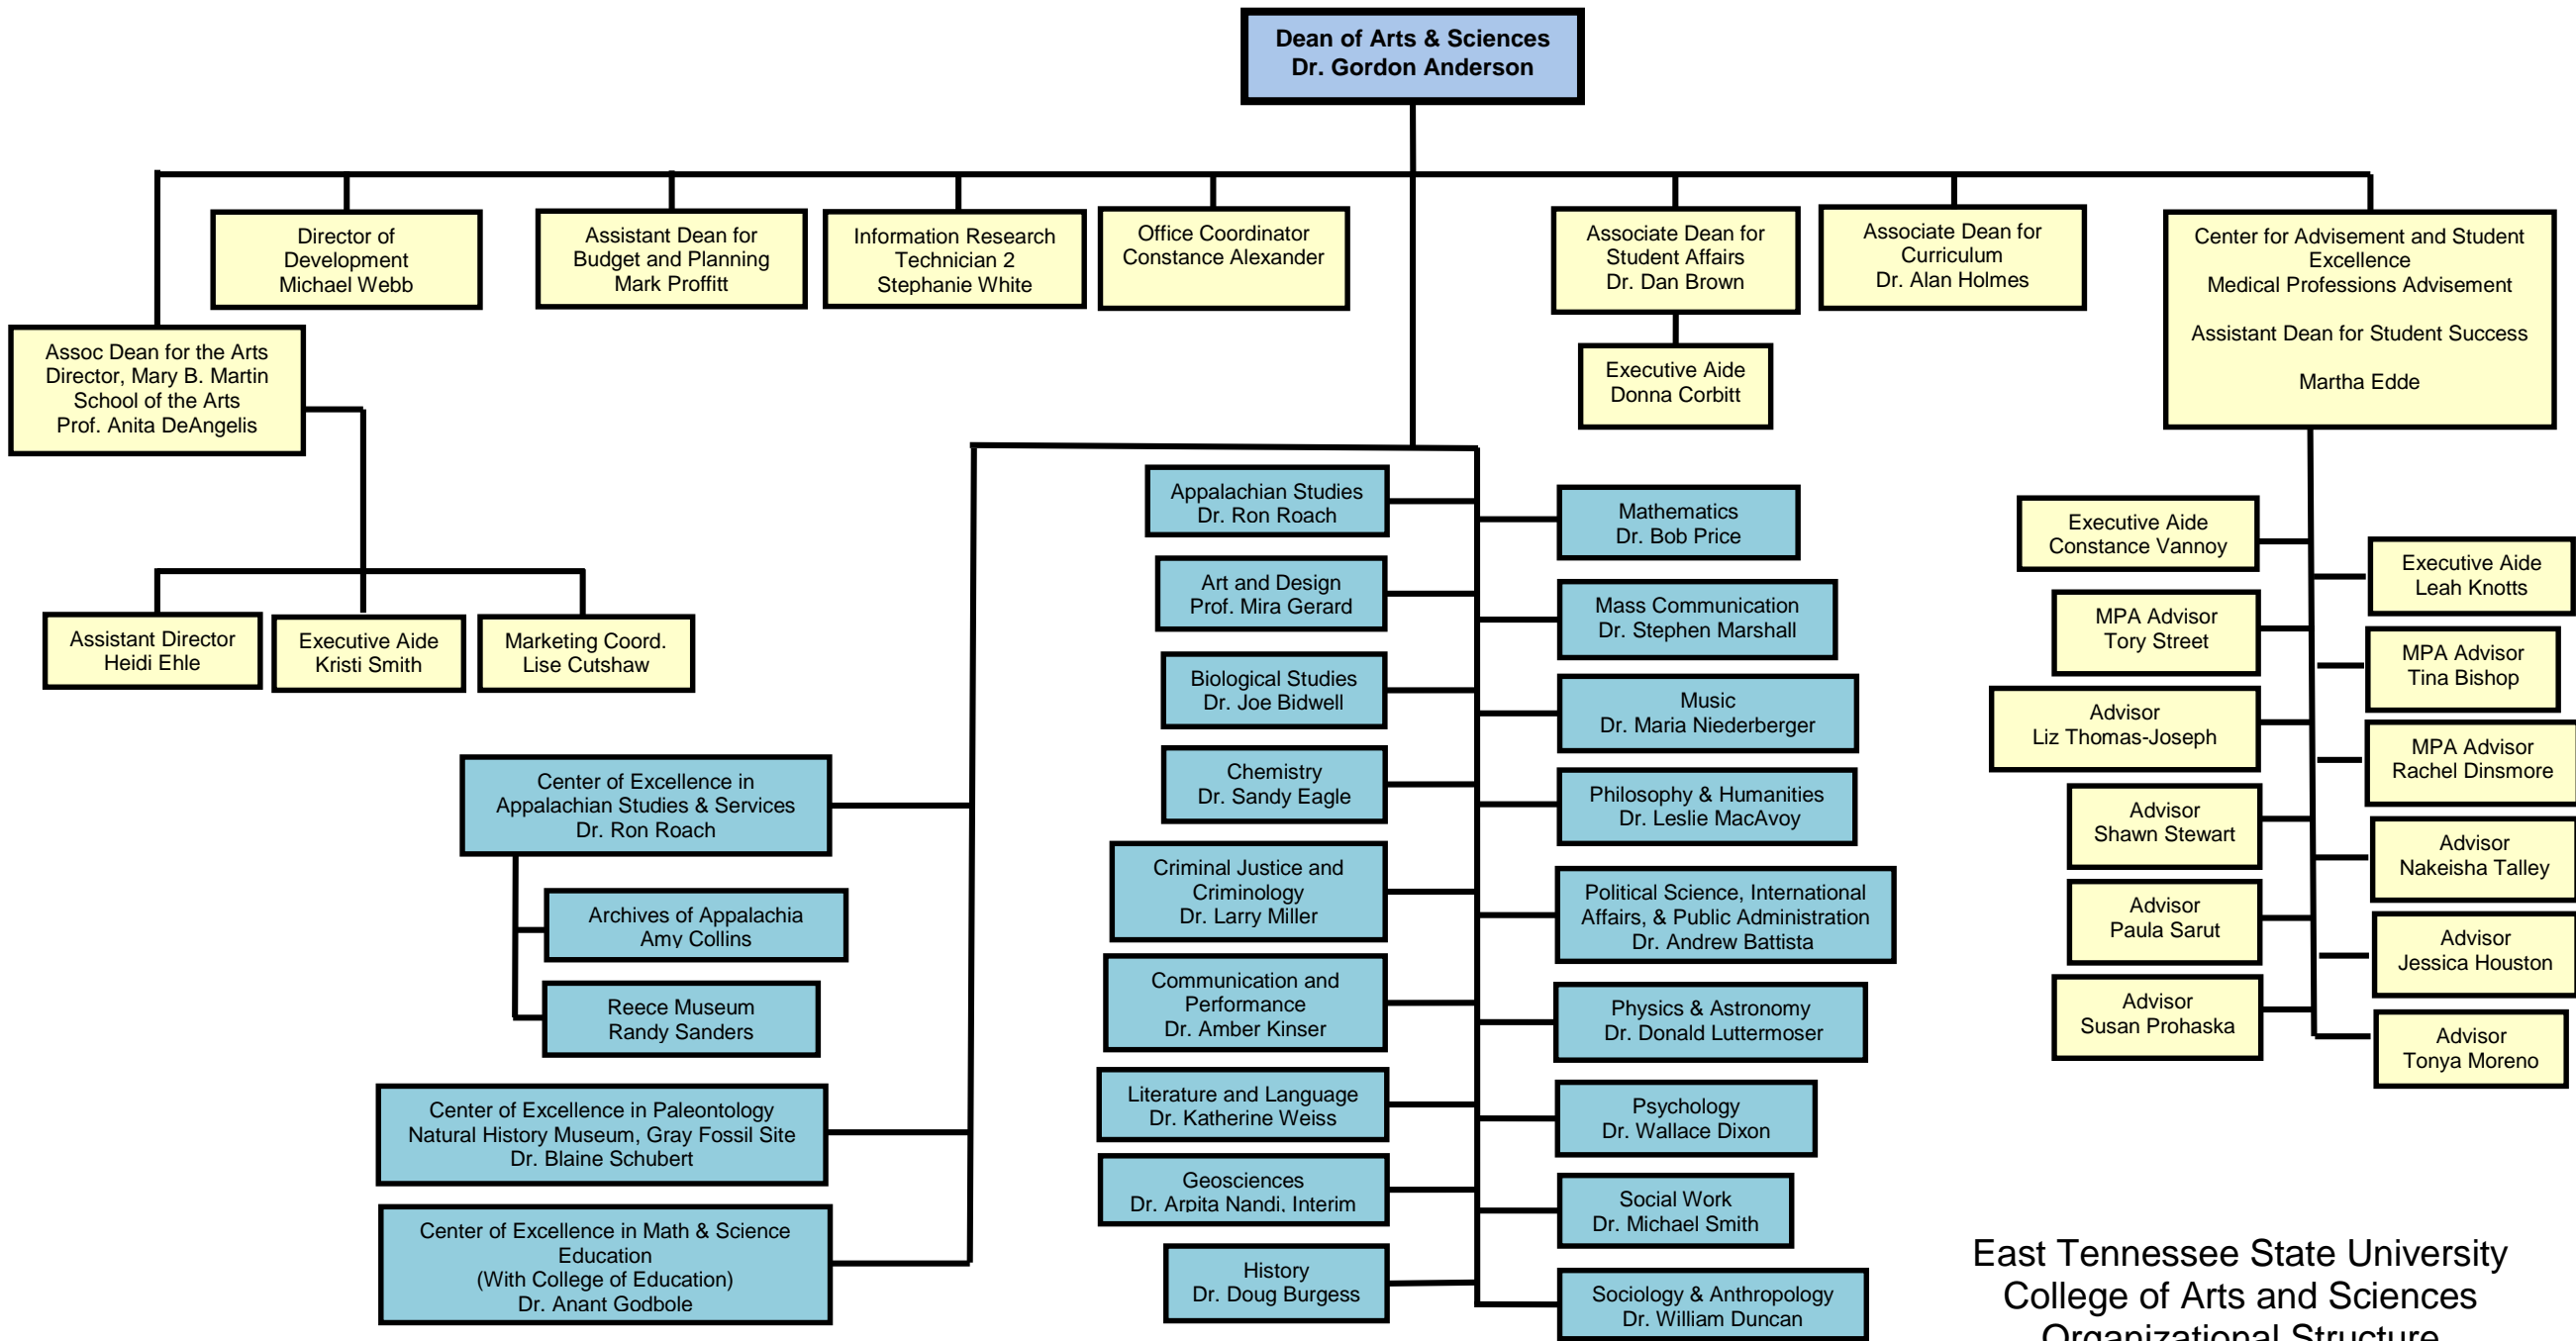 Dean of Arts & Sciences
Dr. Gordon Anderson
Director of
Development
Michael Webb
Assistant Dean for
Budget and Planning
Mark Proffitt
Information Research
Technician 2
Stephanie White
Office Coordinator
Constance Alexander
Associate Dean for
Student Affairs
Dr. Dan Brown
Associate Dean for
Curriculum
Dr. Alan Holmes
Center for Advisement and Student
Excellence
Medical Professions Advisement
Assistant Dean for Student Success
Martha Edde
Assoc Dean for the Arts
Director, Mary B. Martin
School of the Arts
Prof. Anita DeAngelis
Executive Aide
Donna Corbitt
Assistant Director
Heidi Ehle
Executive Aide
Kristi Smith
Marketing Coord.
Lise Cutshaw
Center of Excellence in
Appalachian Studies & Services
Dr. Ron Roach
Archives of Appalachia
Amy Collins
Reece Museum
Randy Sanders
Center of Excellence in Paleontology
Natural History Museum, Gray Fossil Site
Dr. Blaine Schubert
Center of Excellence in Math & Science
Education
(With College of Education)
Dr. Anant Godbole
Appalachian Studies
Dr. Ron Roach
Art and Design
Prof. Mira Gerard
Biological Studies
Dr. Joe Bidwell
Chemistry
Dr. Sandy Eagle
Criminal Justice and
Criminology
Dr. Larry Miller
Communication and
Performance
Dr. Amber Kinser
Literature and Language
Dr. Katherine Weiss
Geosciences
Dr. Arpita Nandi, Interim
History
Dr. Doug Burgess
Mathematics
Dr. Bob Price
Mass Communication
Dr. Stephen Marshall
Music
Dr. Maria Niederberger
Philosophy & Humanities
Dr. Leslie MacAvoy
Political Science, International
Affairs, & Public Administration
Dr. Andrew Battista
Physics & Astronomy
Dr. Donald Luttermoser
Psychology
Dr. Wallace Dixon
Social Work
Dr. Michael Smith
Sociology & Anthropology
Dr. William Duncan
Executive Aide
Constance Vannoy
MPA Advisor
Tory Street
Advisor
Liz Thomas-Joseph
Advisor
Shawn Stewart
Advisor
Paula Sarut
Advisor
Susan Prohaska
Executive Aide
Leah Knotts
MPA Advisor
Tina Bishop
MPA Advisor
Rachel Dinsmore
Advisor
Nakeisha Talley
Advisor
Jessica Houston
Advisor
Tonya Moreno
East Tennessee State University
College of Arts and Sciences
Organizational Structure